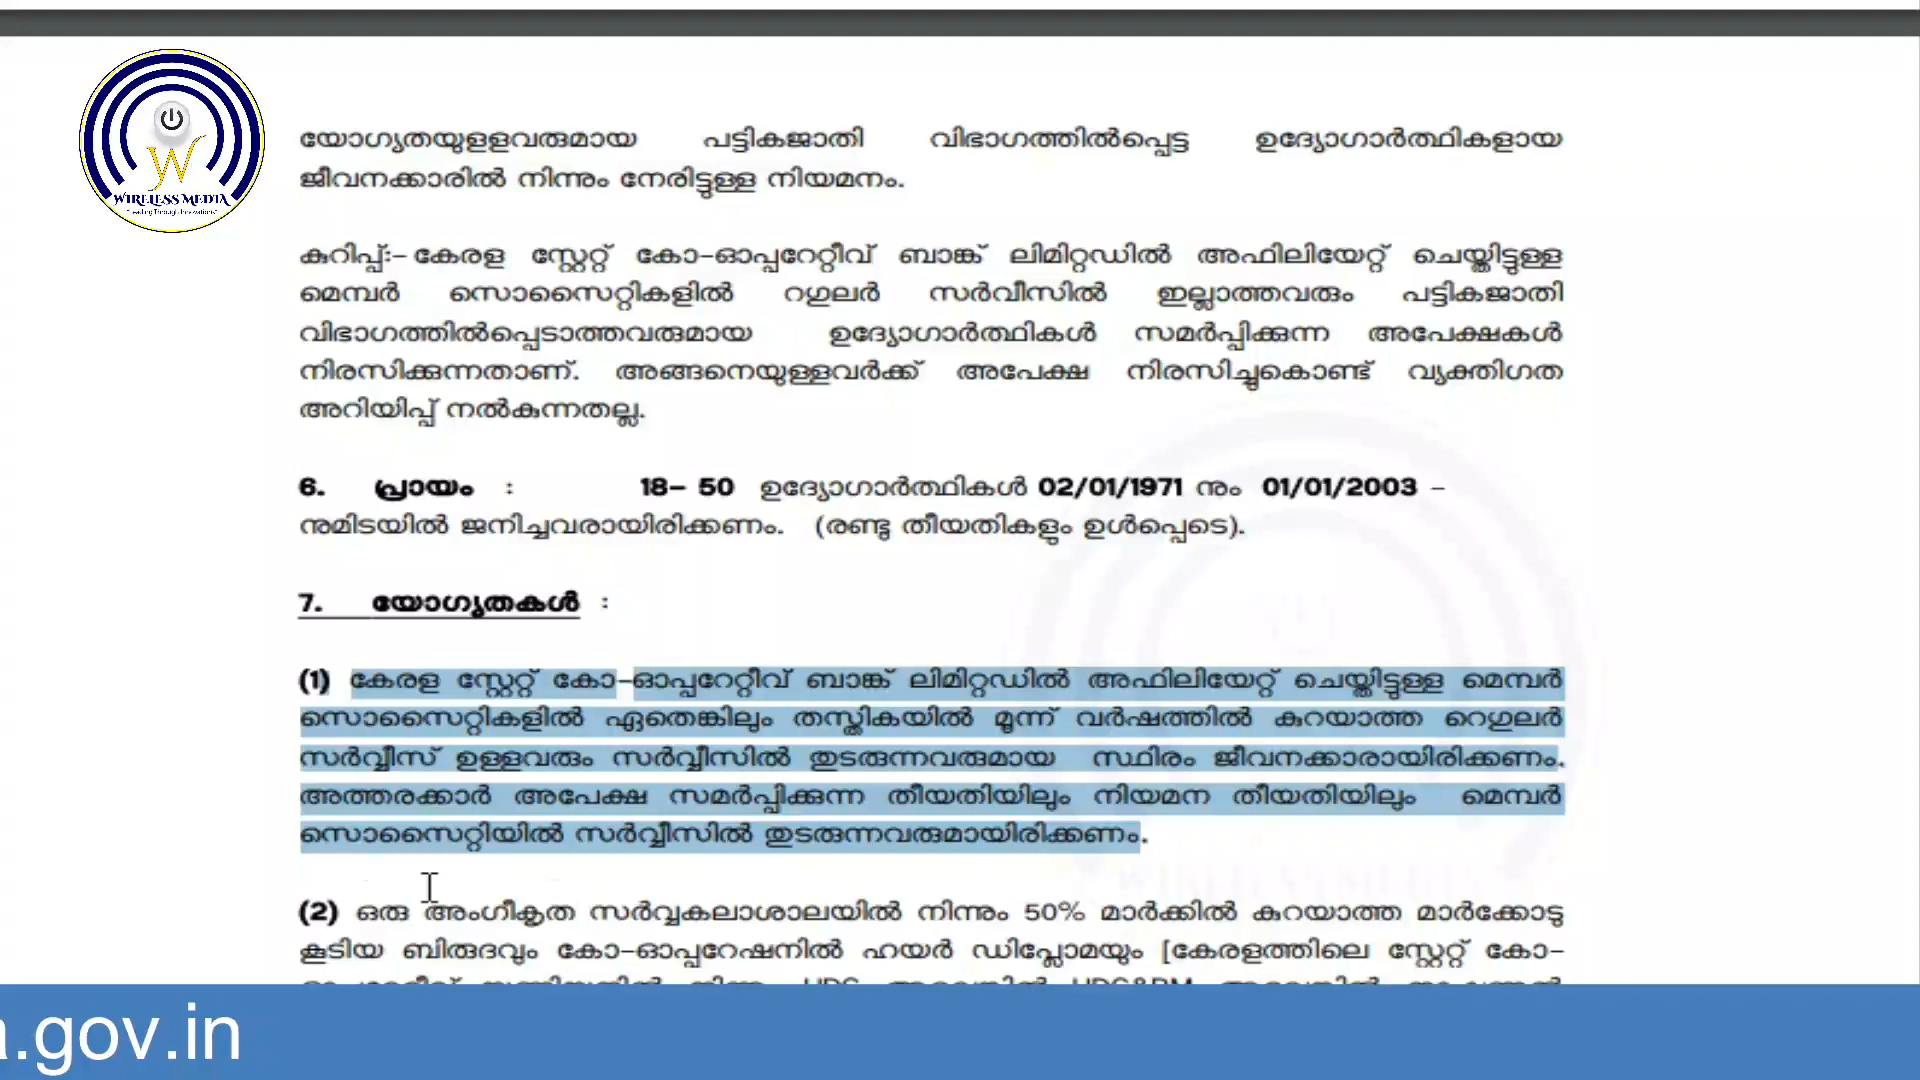 WIRELESS MEDIA
"Leading Through Innovations"
യോഗ്യതയുളളവരുമായ പട്ടികജാതി വിഭാഗത്തിൽപ്പെട്ട ഉദ്യോഗാർത്ഥികളായ
ജീവനക്കാരിൽ നിന്നും നേരിട്ടുള്ള നിയമനം.
കുറിപ്പ്:- കേരള സ്റ്റേറ്റ് കോ-ഓപ്പറേറ്റീവ് ബാങ്ക് ലിമിറ്റഡിൽ അഫിലിയേറ്റ് ചെയ്തിട്ടുള്ള
മെമ്പർ സൊസൈറ്റികളിൽ റഗുലർ സർവീസിൽ ഇല്ലാത്തവരും പട്ടികജാതി
വിഭാഗത്തിൽപ്പെടാത്തവരുമായ ഉദ്യോഗാർത്ഥികൾ സമർപ്പിക്കുന്ന അപേക്ഷകൾ
നിരസിക്കുന്നതാണ്. അങ്ങനെയുള്ളവർക്ക് അപേക്ഷ നിരസിച്ചുകൊണ്ട് വ്യക്തിഗത
അറിയിപ്പ് നൽകുന്നതല്ല.
6. പ്രായം : 18- 50 ഉദ്യോഗാർത്ഥികൾ 02/01/1971 നും 01/01/2003 -
നുമിടയിൽ ജനിച്ചവരായിരിക്കണം. (രണ്ടു തീയതികളും ഉൾപ്പെടെ).
7. യോഗ്യതകൾ :
(1) കേരള സ്റ്റേറ്റ് കോ-ഓപ്പറേറ്റീവ് ബാങ്ക് ലിമിറ്റഡിൽ അഫിലിയേറ്റ് ചെയ്തിട്ടുള്ള മെമ്പർ
സൊസൈറ്റികളിൽ ഏതെങ്കിലും തസ്തികയിൽ മൂന്ന് വർഷത്തിൽ കുറയാത്ത റെഗുലർ
സർവ്വീസ് ഉള്ളവരും സർവ്വീസിൽ തുടരുന്നവരുമായ സ്ഥിരം ജീവനക്കാരായിരിക്കണം.
അത്തരക്കാർ അപേക്ഷ സമർപ്പിക്കുന്ന തീയതിയിലും നിയമന തീയതിയിലും മെമ്പർ
സൊസൈറ്റിയിൽ സർവ്വീസിൽ തുടരുന്നവരുമായിരിക്കണം.
(2) ഒരു അംഗീകൃത സർവ്വകലാശാലയിൽ നിന്നും 50% മാർക്കിൽ കുറയാത്ത മാർക്കോടു
കൂടിയ ബിരുദവും കോ-ഓപ്പറേഷനിൽ ഹയർ ഡിപ്ലോമയും [കേരളത്തിലെ സ്റ്റേറ്റ് കോ-
a.gov.in